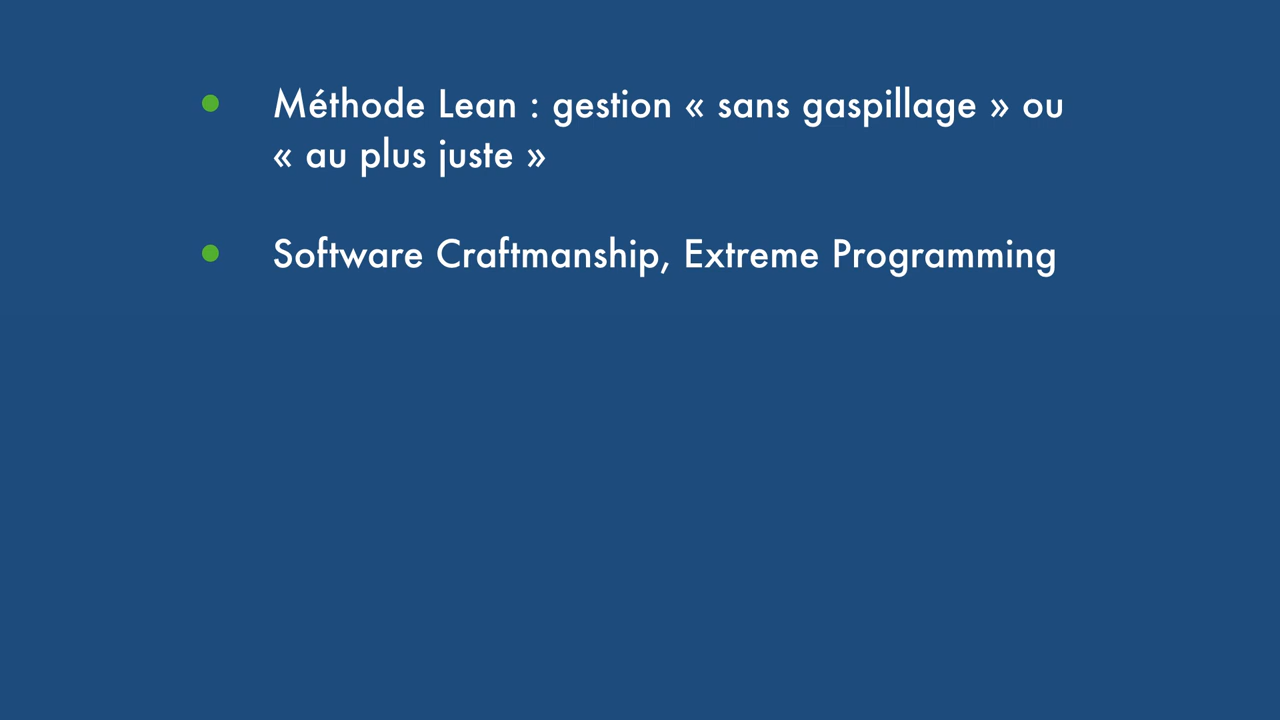 Méthode Lean : gestion « sans gaspillage » ou
« au plus juste »
Software Craftmanship, Extreme Programming